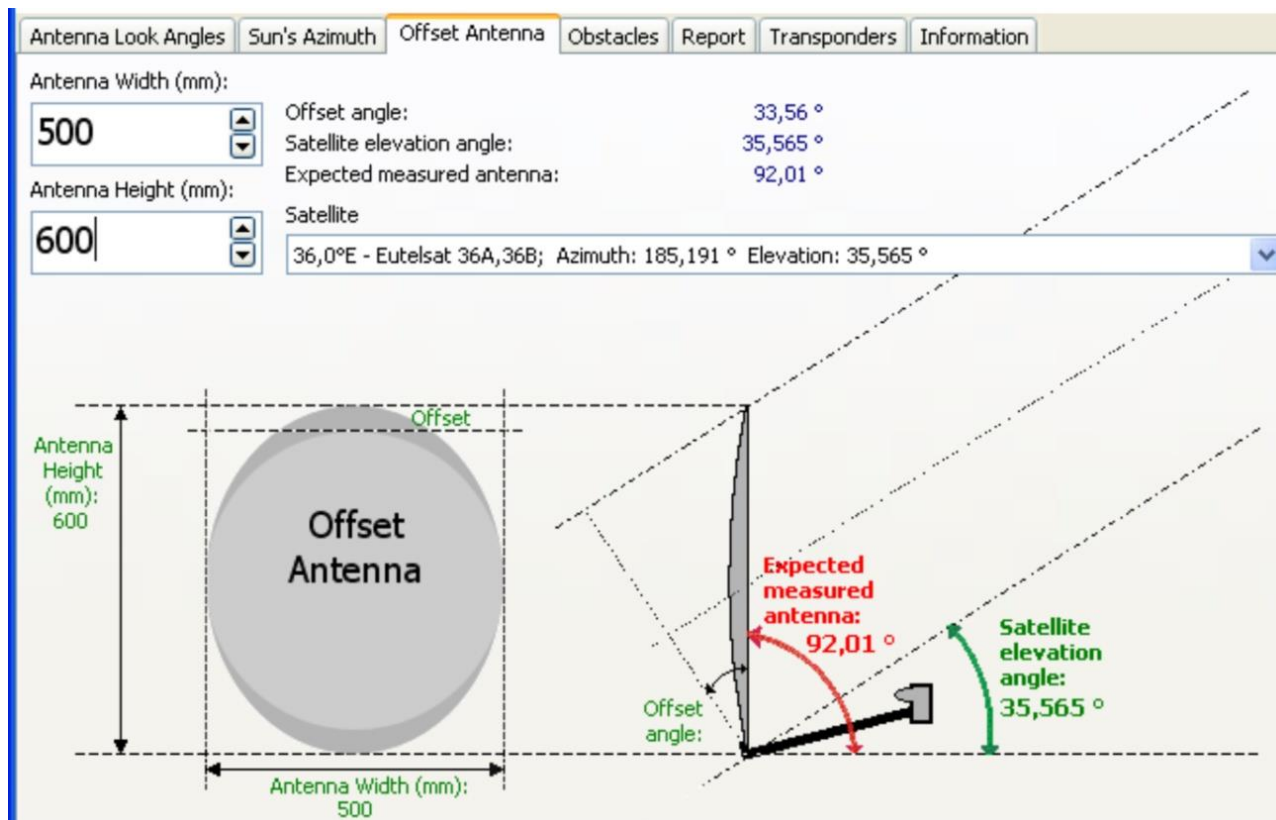 Antenna Look Angles Sun's Azimuth Offset Antenna Obstacles Report Transponders Information
Antenna Width (mm):
500
Offset angle: 33,56 °
Satellite elevation angle: 35,565 °
Expected measured antenna: 92,01 °
Antenna Height (mm):
600
Satellite
36,0°E - Eutelsat 36A,36B; Azimuth: 185,191 ° Elevation: 35,565 °
Offset
Antenna
Height
(mm):
600
Offset
Antenna
Antenna Width (mm):
500
Expected
measured
antenna:
92,01 °
Offset
angle:
Satellite
elevation
angle:
35,565 °